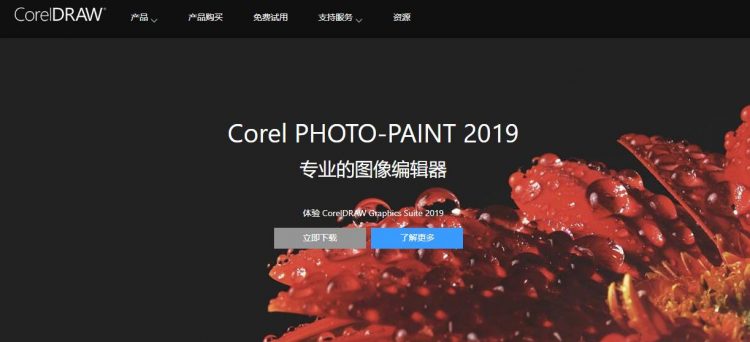 CorelDRAW 产品 产品购买 免费试用 支持服务 资源
Corel PHOTO-PAINT 2019
专业的图像编辑器
体验 CorelDRAW Graphics Suite 2019
立即下载 了解更多